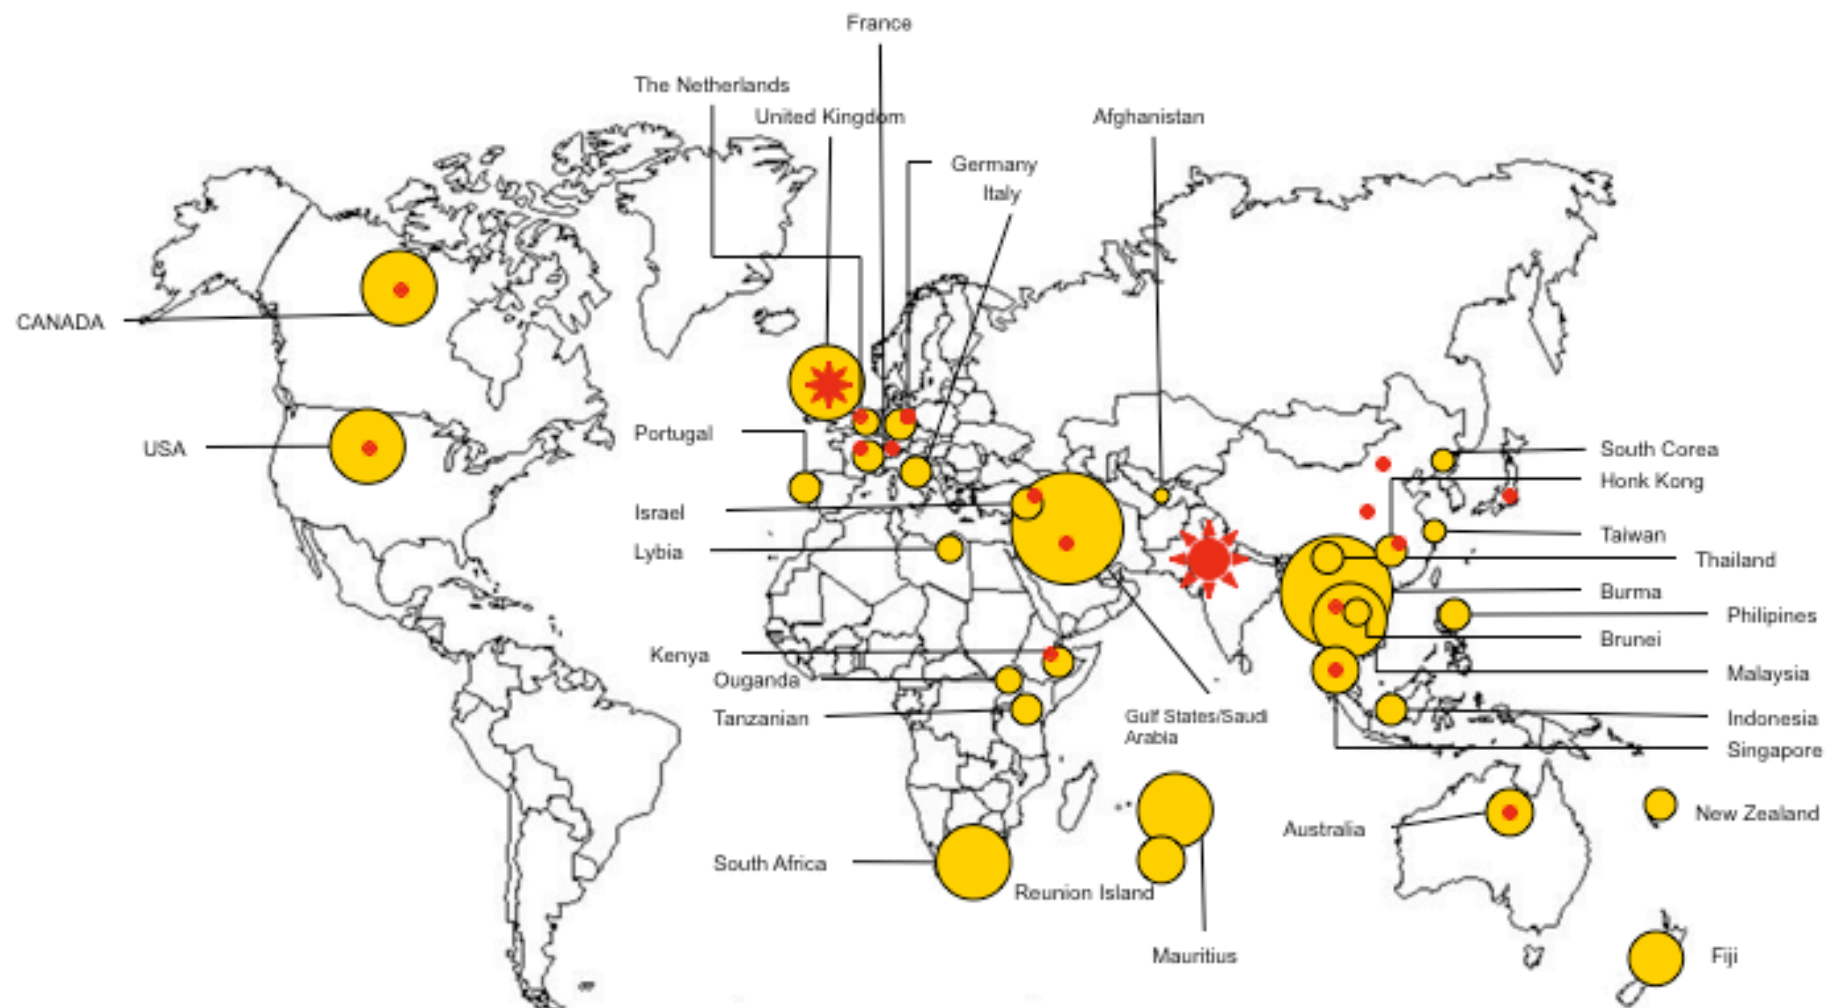 France
The Netherlands
United Kingdom
Afghanistan
Germany
Italy
CANADA
USA
Portugal
South Corea
Honk Kong
Israel
Taiwan
Lybia
Thailand
Burma
Philipines
Brunei
Kenya
Malaysia
Ouganda
Tanzanian
Gulf States/Saudi
Arabia
Indonesia
Singapore
New Zealand
Australia
South Africa
Reunion Island
Mauritius
Fiji